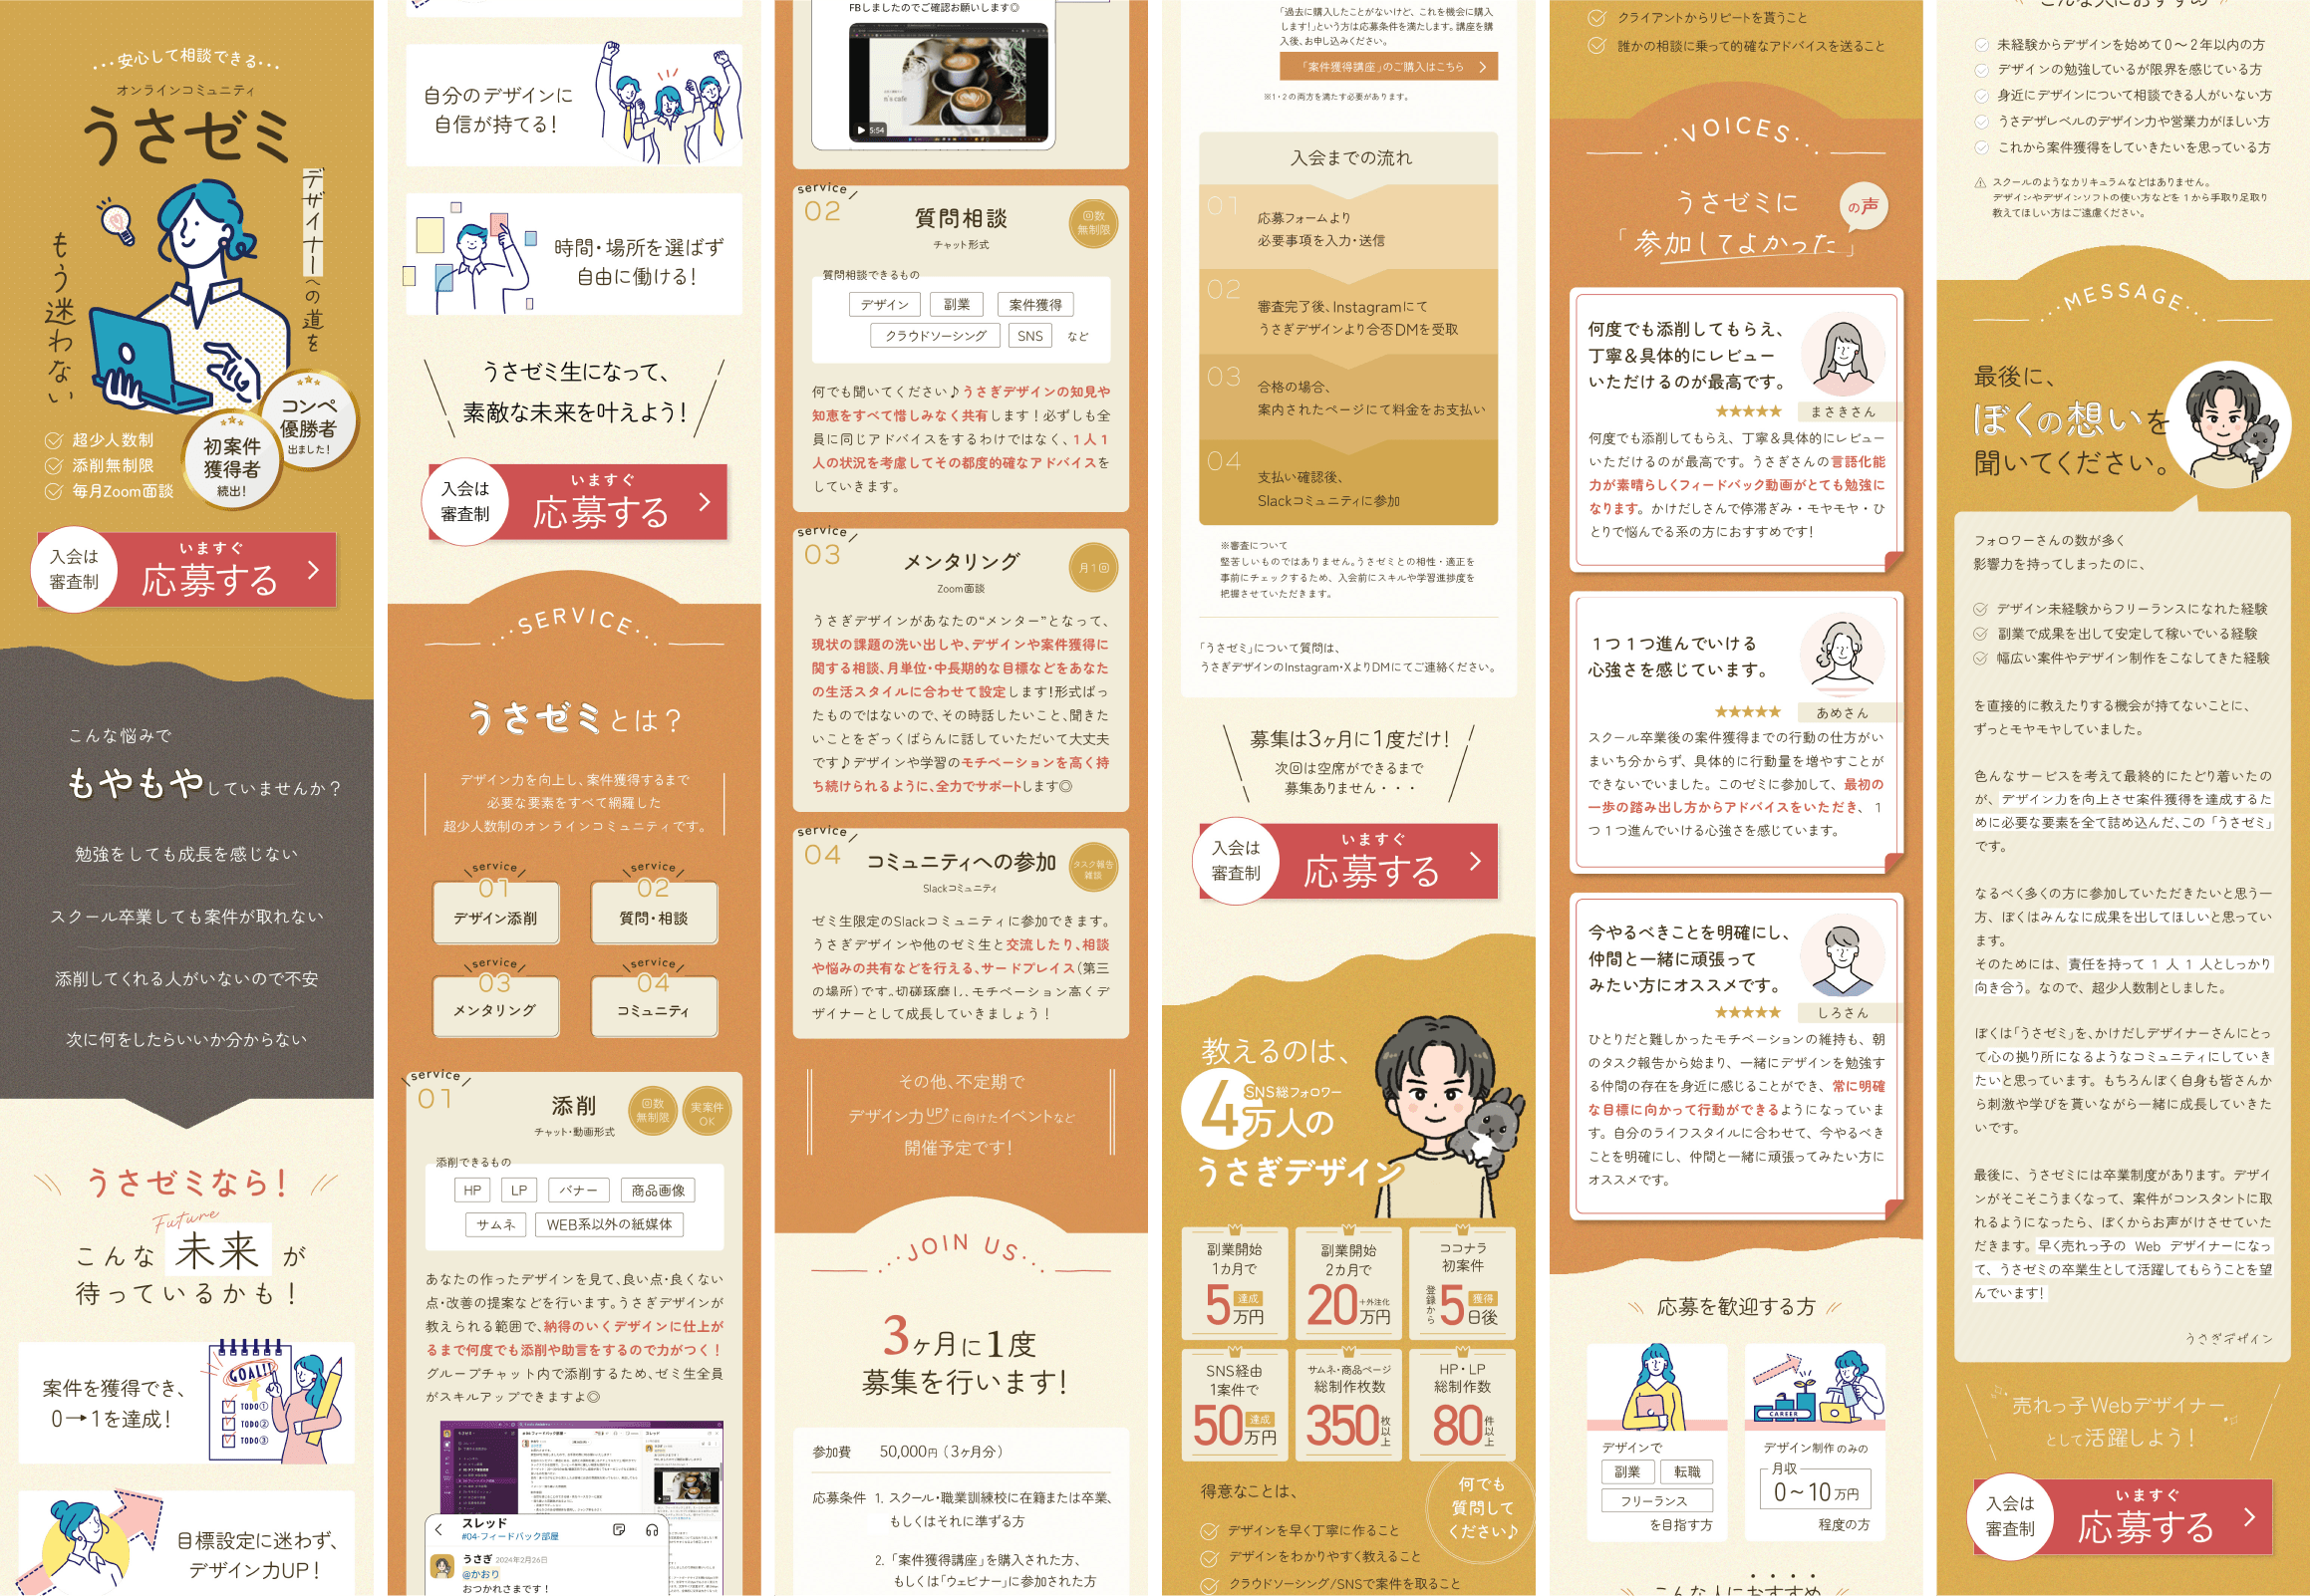 安心して相談できる
オンラインコミュニティ
うさゼミ
デザイナーへの道を
もう迷わない
コンペ
優勝者
出ました!
初案件
獲得者
続出!
超少人数制
添削無制限
毎月Zoom面談
入会は
審査制
いますぐ
応募する
こんな悩みで
もやもやしていませんか?
勉強をしても成長を感じない
スクール卒業しても案件が取れない
添削してくれる人がいないので不安
次に何をしたらいいか分からない
うさゼミなら!
Future
こんな未来が
待っているかも!
案件を獲得でき、
0→1を達成!
GOAL!!
TODO①
TODO②
TODO③
目標設定に迷わず、
デザイン力UP!
自分のデザインに
自信が持てる!
時間・場所を選ばず
自由に働ける!
うさゼミ生になって、
素敵な未来を叶えよう!
入会は
審査制
いますぐ
応募する
SERVICE
うさゼミとは?
デザイン力を向上し、案件獲得するまで
必要な要素をすべて網羅した
超少人数制のオンラインコミュニティです。
service
01
デザイン添削
service
02
質問・相談
service
03
メンタリング
service
04
コミュニティ
service
01
添削
チャット・動画形式
回数
無制限
実案件
OK
添削できるもの
HP
LP
バナー
商品画像
サムネ
WEB系以外の紙媒体
あなたの作ったデザインを見て、良い点・良くない
点・改善の提案などを行います。うさぎデザインが
教えられる範囲で、納得のいくデザインに仕上が
るまで何度でも添削や助言をするので力がつく!
グループチャット内で添削するため、ゼミ生全員
がスキルアップできますよ◎
スレッド
#04-フィードバック部屋
うさぎ 2024年2月26日
@かおり
おつかれさまです!
FBしましたのでご確認お願いします◎
n's cafe
5:54
service
02
質問相談
チャット形式
回数
無制限
質問相談できるもの
デザイン
副業
案件獲得
クラウドソーシング
SNS
など
何でも聞いてください♪うさぎデザインの知見や
知恵をすべて惜しみなく共有します!必ずしも全
員に同じアドバイスをするわけではなく、1人1
人の状況を考慮してその都度的確なアドバイスを
していきます。
service
03
メンタリング
Zoom面談
月1回
うさぎデザインがあなたの“メンター”となって、
現状の課題の洗い出しや、デザインや案件獲得に
関する相談、月単位・中長期的な目標などをあなた
の生活スタイルに合わせて設定します!形式ばっ
たものではないので、その時話したいこと、聞きた
いことをざっくばらんに話していただいて大丈夫
です♪デザインや学習のモチベーションを高く持
ち続けられるように、全力でサポートします◎
service
04
コミュニティへの参加
Slackコミュニティ
タスク報告
雑談
ゼミ生限定のSlackコミュニティに参加できます。
うさぎデザインや他のゼミ生と交流したり、相談
や悩みの共有などを行える、サードプレイス(第三
の場所)です。切磋琢磨し、モチベーション高くデ
ザイナーとして成長していきましょう!
その他、不定期で
デザイン力UPに向けたイベントなど
開催予定です!
JOIN US
3ヶ月に1度
募集を行います!
参加費 50,000円(3ヶ月分)
応募条件 1. スクール・職業訓練校に在籍または卒業、
もしくはそれに準ずる方
2. 「案件獲得講座」を購入された方、
もしくは「ウェビナー」に参加された方
「過去に購入したことがないけど、これを機会に購入
します!」という方は応募条件を満たします。講座を購
入後、お申し込みください。
「案件獲得講座」のご購入はこちら
※1・2の両方を満たす必要があります。
入会までの流れ
01
応募フォームより
必要事項を入力・送信
02
審査完了後、Instagramにて
うさぎデザインより合否DMを受取
03
合格の場合、
案内されたページにて料金をお支払い
04
支払い確認後、
Slackコミュニティに参加
※審査について
堅苦しいものではありません。うさゼミとの相性・適正を
事前にチェックするため、入会前にスキルや学習進捗度を
把握させていただきます。
「うさゼミ」について質問は、
うさぎデザインのInstagram・XよりDMにてご連絡ください。
募集は3ヶ月に1度だけ!
次回は空席ができるまで
募集ありません・・・
入会は
審査制
いますぐ
応募する
教えるのは、
SNS総フォロワー
4万人の
うさぎデザイン
副業開始
1カ月で
5万円
達成
副業開始
2カ月で
20万円
+外注化
ココナラ
初案件
登録から
5日後
獲得
SNS経由
1案件で
50万円
達成
サムネ・商品ページ
総制作枚数
350枚以上
HP・LP
総制作数
80件以上
得意なことは、
何でも
質問して
ください♪
デザインを早く丁寧に作ること
デザインをわかりやすく教えること
クラウドソーシング/SNSで案件を取ること
クライアントからリピートを貰うこと
誰かの相談に乗って的確なアドバイスを送ること
VOICES
うさゼミに
「参加してよかった」
の声
何度でも添削してもらえ、
丁寧&具体的にレビュー
いただけるのが最高です。
★★★★★
まさきさん
何度でも添削してもらえ、丁寧&具体的にレビュー
いただけるのが最高です。うさぎさんの言語化能
力が素晴らしくフィードバック動画がとても勉強に
なります。かけだしさんで停滞ぎみ・モヤモヤ・ひ
とりで悩んでる系の方におすすめです!
1つ1つ進んでいける
心強さを感じています。
★★★★★
あめさん
スクール卒業後の案件獲得までの行動の仕方がい
まいち分からず、具体的に行動量を増やすことが
できないでいました。このゼミに参加して、最初の
一歩の踏み出し方からアドバイスをいただき、1
つ1つ進んでいける心強さを感じています。
今やるべきことを明確にし、
仲間と一緒に頑張って
みたい方にオススメです。
★★★★★
しろさん
ひとりだと難しかったモチベーションの維持も、朝
のタスク報告から始まり、一緒にデザインを勉強す
る仲間の存在を身近に感じることができ、常に明確
な目標に向かって行動ができるようになっていま
す。自分のライフスタイルに合わせて、今やるべき
ことを明確にし、仲間と一緒に頑張ってみたい方に
オススメです。
応募を歓迎する方
デザインで
副業
転職
フリーランス
を目指す方
CAREER
デザイン制作のみの
月収
0〜10万円
程度の方
こんな人におすすめ
未経験からデザインを始めて0〜2年以内の方
デザインの勉強しているが限界を感じている方
身近にデザインについて相談できる人がいない方
うさデザレベルのデザイン力や営業力がほしい方
これから案件獲得をしていきたいを思っている方
スクールのようなカリキュラムなどはありません。
デザインやデザインソフトの使い方などを1から手取り足取り
教えてほしい方はご遠慮ください。
MESSAGE
最後に、
ぼくの想いを
聞いてください。
フォロワーさんの数が多く
影響力を持ってしまったのに、
デザイン未経験からフリーランスになれた経験
副業で成果を出して安定して稼いでいる経験
幅広い案件やデザイン制作をこなしてきた経験
を直接的に教えたりする機会が持てないことに、
ずっとモヤモヤしていました。
色んなサービスを考えて最終的にたどり着いたの
が、デザイン力を向上させ案件獲得を達成するた
めに必要な要素を全て詰め込んだ、この「うさゼミ」
です。
なるべく多くの方に参加していただきたいと思う一
方、ぼくはみんなに成果を出してほしいと思ってい
ます。
そのためには、責任を持って1人1人としっかり
向き合う。なので、超少人数制としました。
ぼくは「うさゼミ」を、かけだしデザイナーさんにとっ
て心の拠り所になるようなコミュニティにしていき
たいと思っています。もちろんぼく自身も皆さんか
ら刺激や学びを貰いながら一緒に成長していきた
いです。
最後に、うさゼミには卒業制度があります。デザイ
ンがそこそこうまくなって、案件がコンスタントに取
れるようになったら、ぼくからお声がけさせていた
だきます。早く売れっ子の Web デザイナーになっ
て、うさゼミの卒業生として活躍してもらうことを望
んでいます!
うさぎデザイン
売れっ子Webデザイナー
として活躍しよう!
入会は
審査制
いますぐ
応募する